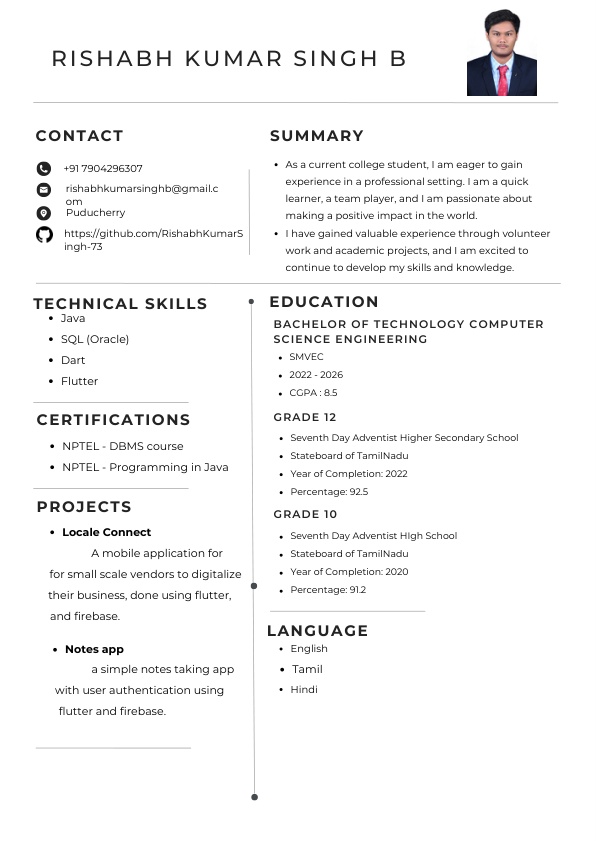 RISHABH KUMAR SINGH B
CONTACT
+91 7904296307
rishabhkumarsinghb@gmail.c
om
Puducherry
https://github.com/RishabhKumarS
ingh-73
SUMMARY
As a current college student, I am eager to gain
experience in a professional setting. I am a quick
learner, a team player, and I am passionate about
making a positive impact in the world.
I have gained valuable experience through volunteer
work and academic projects, and I am excited to
continue to develop my skills and knowledge.
TECHNICAL SKILLS
Java
SQL (Oracle)
Dart
Flutter
CERTIFICATIONS
NPTEL - DBMS course
NPTEL - Programming in Java
PROJECTS
Locale Connect
A mobile application for
for small scale vendors to digitalize
their business, done using flutter,
and firebase.
Notes app
a simple notes taking app
with user authentication using
flutter and firebase.
EDUCATION
BACHELOR OF TECHNOLOGY COMPUTER
SCIENCE ENGINEERING
SMVEC
2022 - 2026
CGPA : 8.5
GRADE 12
Seventh Day Adventist Higher Secondary School
Stateboard of TamilNadu
Year of Completion: 2022
Percentage: 92.5
GRADE 10
Seventh Day Adventist HIgh School
Stateboard of TamilNadu
Year of Completion: 2020
Percentage: 91.2
LANGUAGE
English
Tamil
Hindi